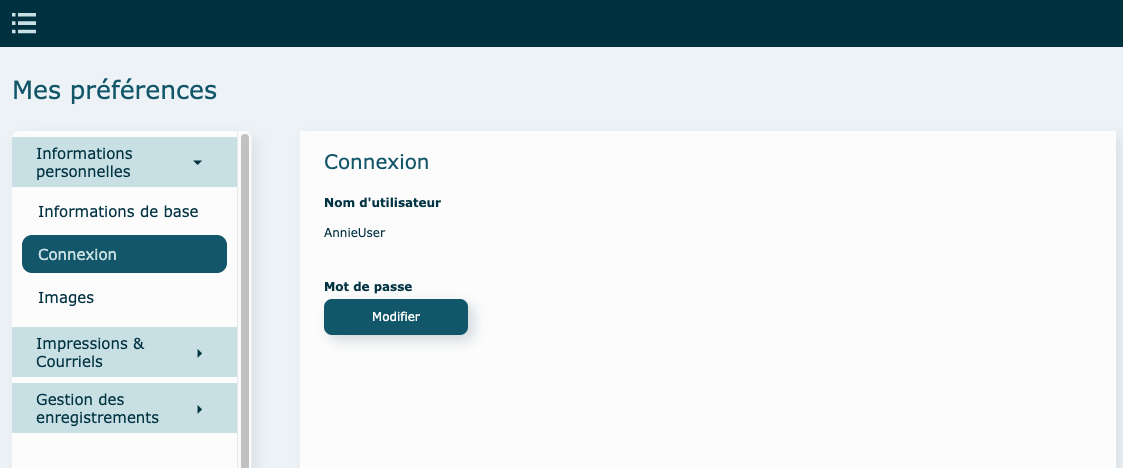 Mes préférences
Informations
personnelles
Informations de base
Connexion
Images
Impressions &
Courriels
Gestion des
enregistrements
Connexion
Nom d'utilisateur
AnnieUser
Mot de passe
Modifier